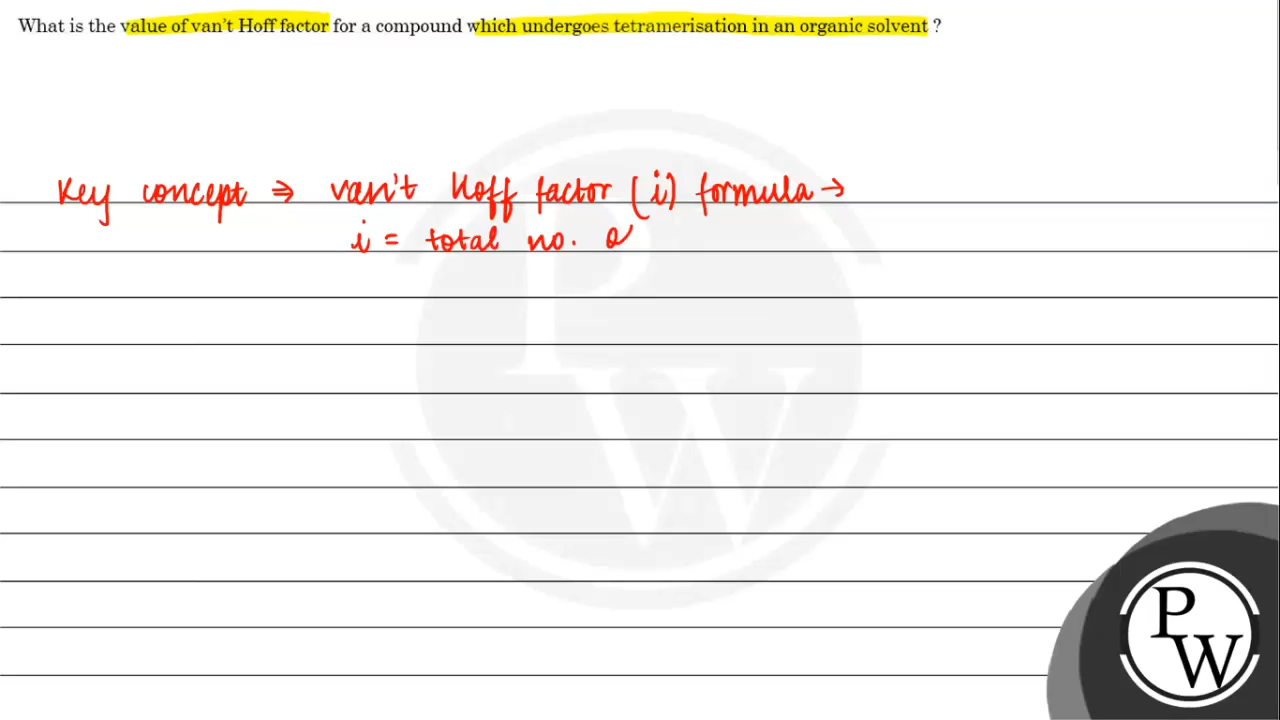 What is the value of van't Hoff factor for a compound which undergoes tetramerisation in an organic solvent ?
Key concept ⇒ van't Hoff factor (i) formula →
i = total no. o
P
W
P
W